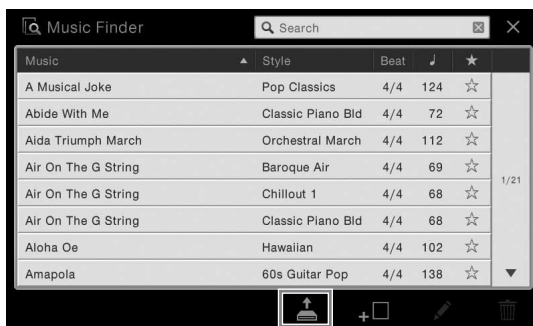 Music Finder Search
Music Style Beat
A Musical Joke Pop Classics 4/4 124
Abide With Me Classic Piano Bld 4/4 72
Aida Triumph March Orchestral March 4/4 112
Air On The G String Baroque Air 4/4 69
Air On The G String Chillout 1 4/4 68
Air On The G String Classic Piano Bld 4/4 68
Aloha Oe Hawaiian 4/4 102
Amapola 60s Guitar Pop 4/4 138
1/21